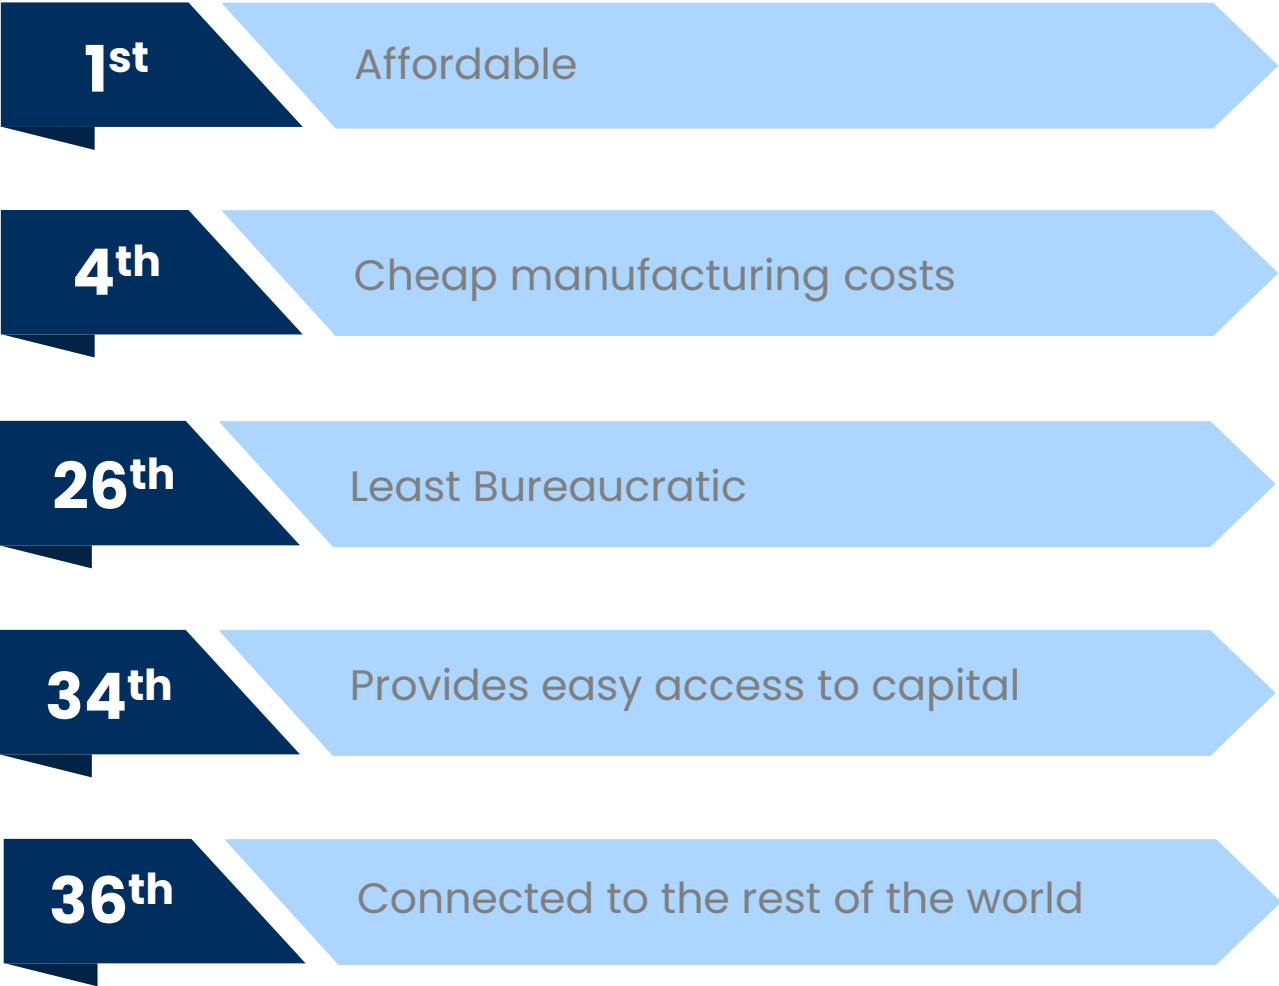 1st Affordable
4th Cheap manufacturing costs
26th Least Bureaucratic
34th Provides easy access to capital
36th Connected to the rest of the world